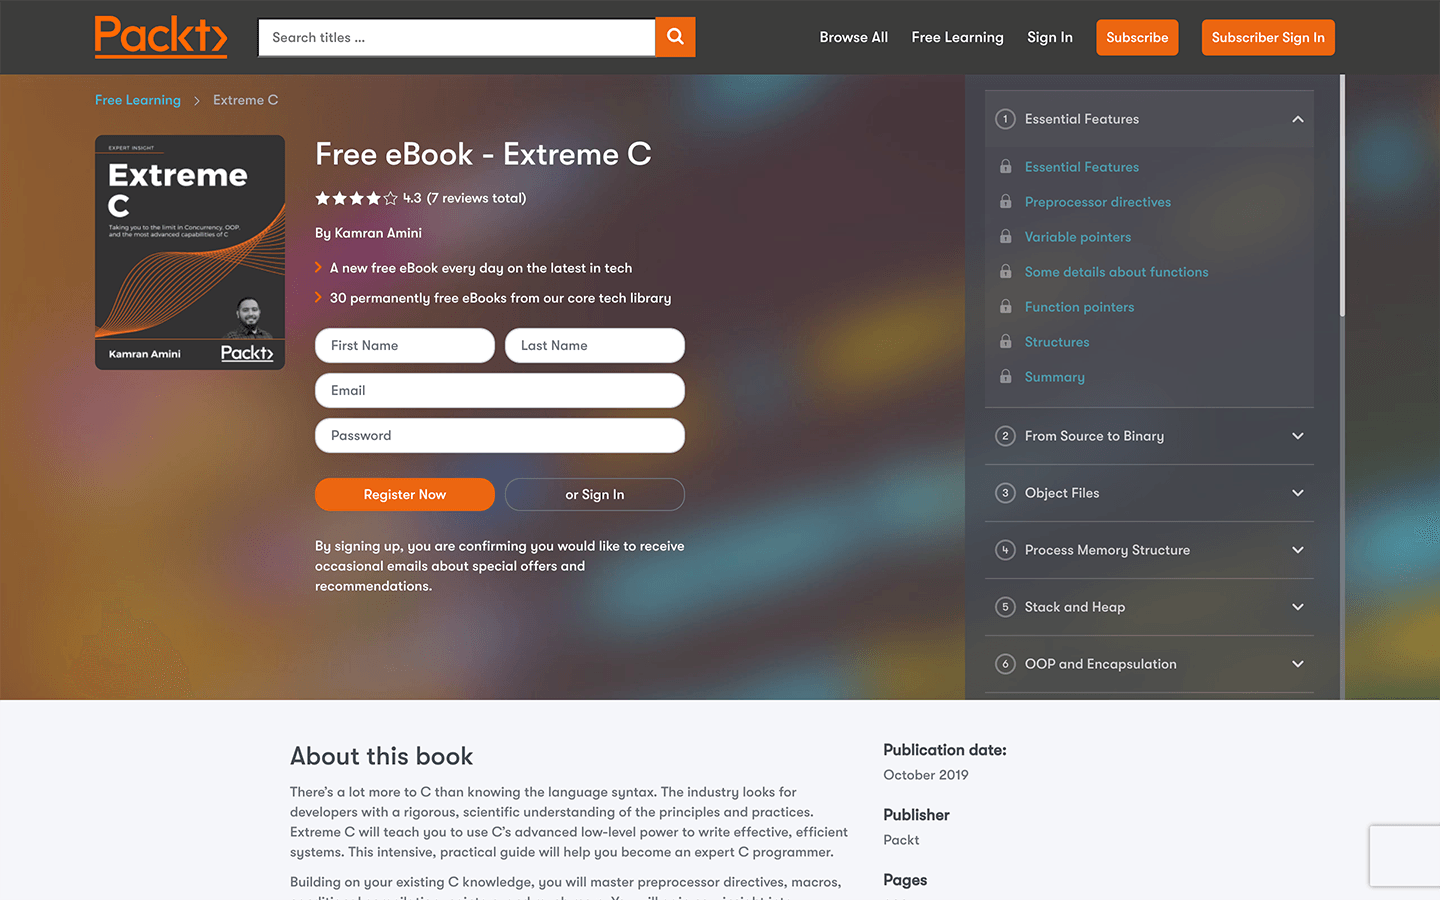 Packt
Search titles ...
Browse All
Free Learning
Sign In
Subscribe
Subscriber Sign In
Free Learning > Extreme C
EXPERT INSIGHT
Extreme
C
Taking you to the limit in Concurrency, OOP,
and the most advanced capabilities of C
Kamran Amini
Packt
Free eBook - Extreme C
4.3 (7 reviews total)
By Kamran Amini
A new free eBook every day on the latest in tech
30 permanently free eBooks from our core tech library
First Name
Last Name
Email
Password
Register Now
or Sign In
By signing up, you are confirming you would like to receive
occasional emails about special offers and
recommendations.
1 Essential Features
Essential Features
Preprocessor directives
Variable pointers
Some details about functions
Function pointers
Structures
Summary
2 From Source to Binary
3 Object Files
4 Process Memory Structure
5 Stack and Heap
6 OOP and Encapsulation
About this book
There's a lot more to C than knowing the language syntax. The industry looks for
developers with a rigorous, scientific understanding of the principles and practices.
Extreme C will teach you to use C's advanced low-level power to write effective, efficient
systems. This intensive, practical guide will help you become an expert C programmer.
Building on your existing C knowledge, you will master preprocessor directives, macros,
Publication date:
October 2019
Publisher
Packt
Pages